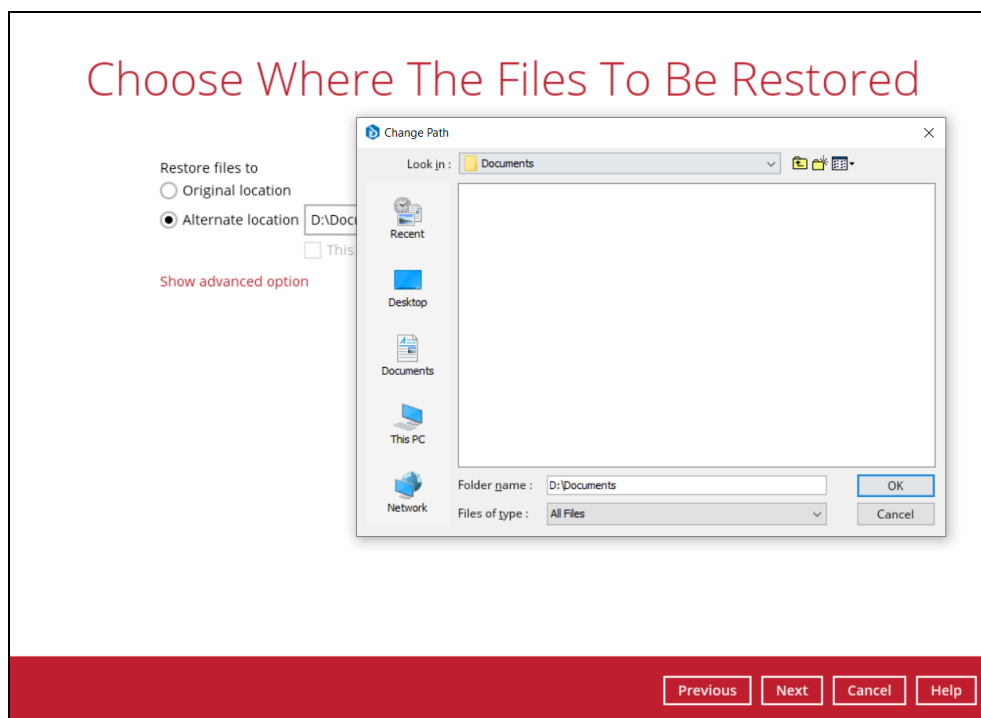 Choose Where The Files To Be Restored
Restore files to
Original location
Alternate location D:\Docu
This
Show advanced option
Change Path
Look in : Documents
Recent
Desktop
Documents
This PC
Network
Folder name : D:\Documents
OK
Files of type : All Files
Cancel
Previous Next Cancel Help